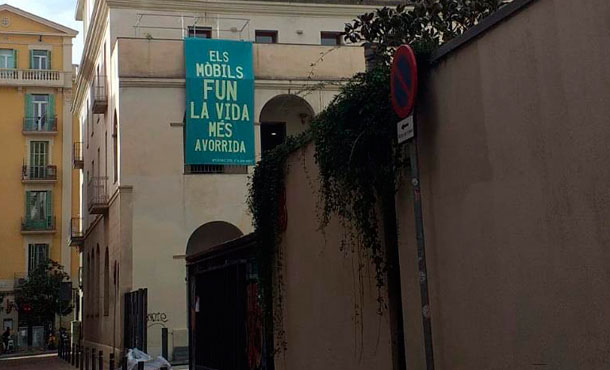 ELS
MÒBILS
FUN
LA VIDA
MÉS
AVORRIDA